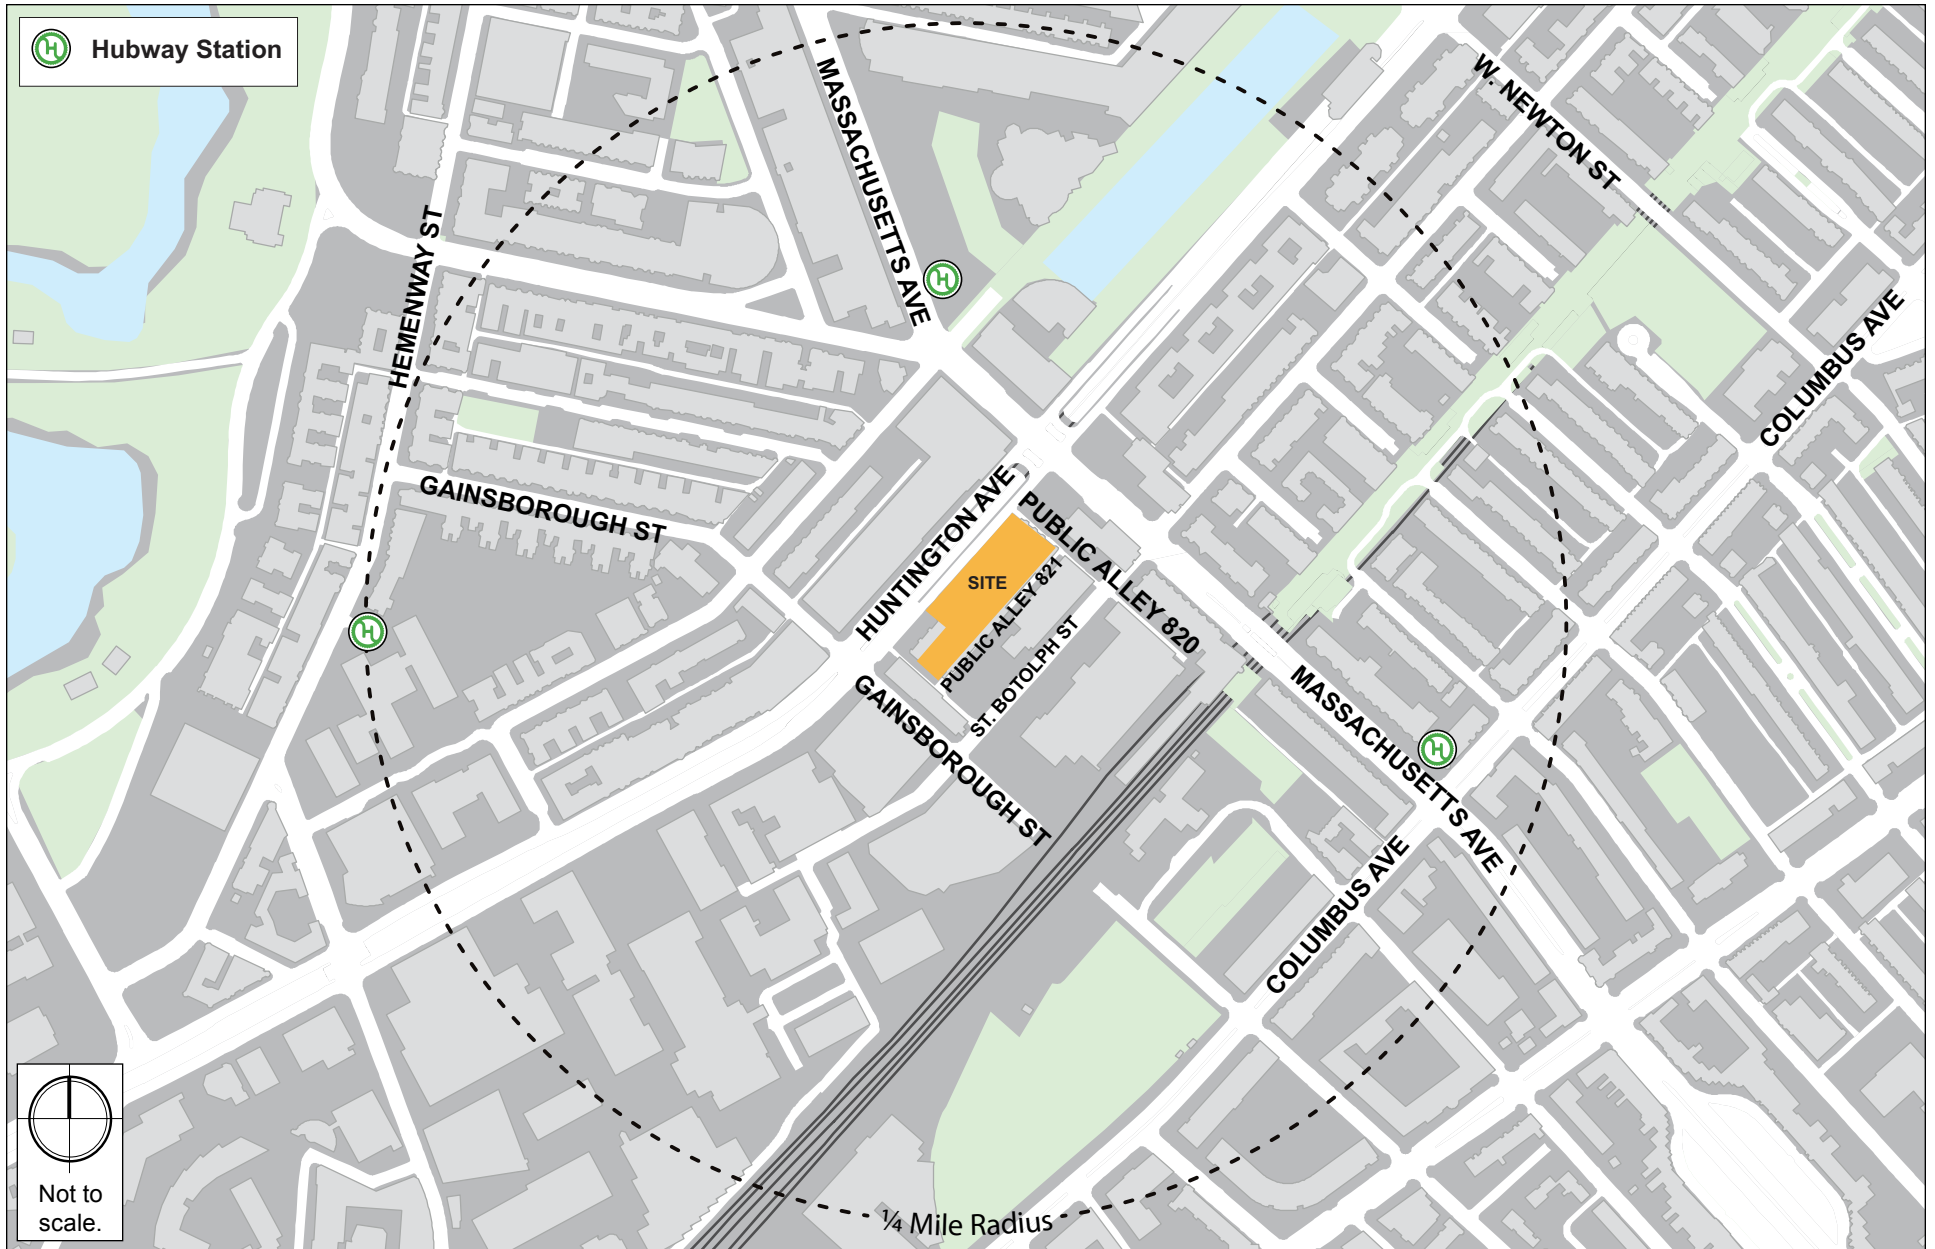 Hubway Station
MASSACHUSETTS AVE
W. NEWTON ST
HEMENWAY ST
COLUMBUS AVE
GAINSBOROUGH ST
HUNTINGTON AVE
PUBLIC ALLEY 820
SITE
PUBLIC ALLEY 821
ST. BOTOLPH ST
GAINSBOROUGH ST
MASSACHUSETTS AVE
COLUMBUS AVE
Not to
scale.
¼ Mile Radius